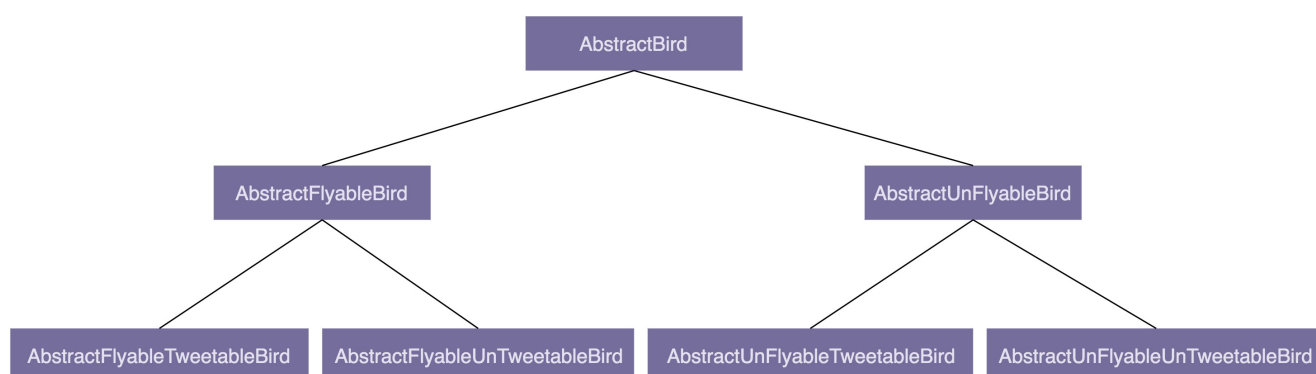 AbstractBird
AbstractFlyableBird
AbstractUnFlyableBird
AbstractFlyableTweetableBird
AbstractFlyableUnTweetableBird
AbstractUnFlyableTweetableBird
AbstractUnFlyableUnTweetableBird